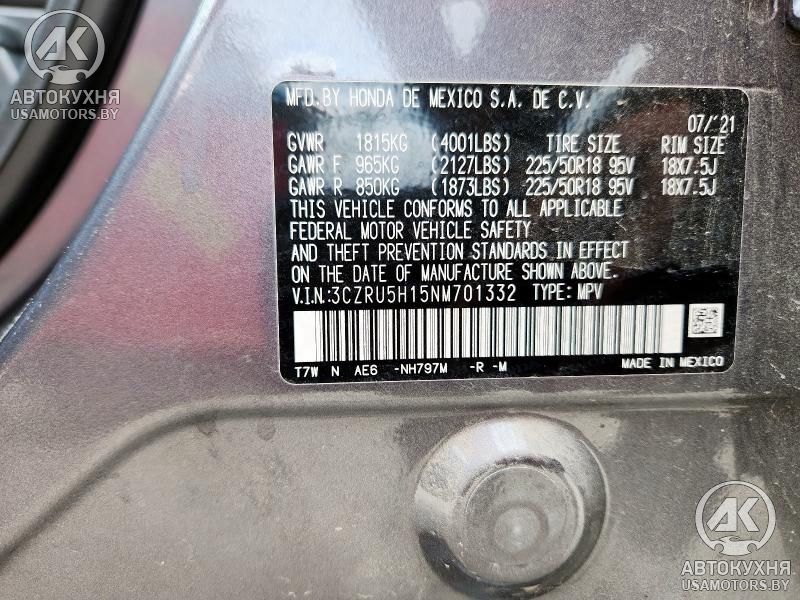 AK
АВТОКУХНЯ
USAMOTORS.BY
MFD. BY HONDA DE MEXICO S.A. DE C.V.
07/'21
GVWR 1815KG (4001LBS) TIRE SIZE RIM SIZE
GAWR F 965KG (2127LBS) 225/50R18 95V 18X7.5J
GAWR R 850KG (1873LBS) 225/50R18 95V 18X7.5J
THIS VEHICLE CONFORMS TO ALL APPLICABLE
FEDERAL MOTOR VEHICLE SAFETY
AND THEFT PREVENTION STANDARDS IN EFFECT
ON THE DATE OF MANUFACTURE SHOWN ABOVE.
V.I.N:3CZRU5H15NM701332 TYPE: MPV
T7W N AE6 -NH797M -R -M MADE IN MEXICO
AK
АВТОКУХНЯ
USAMOTORS.BY